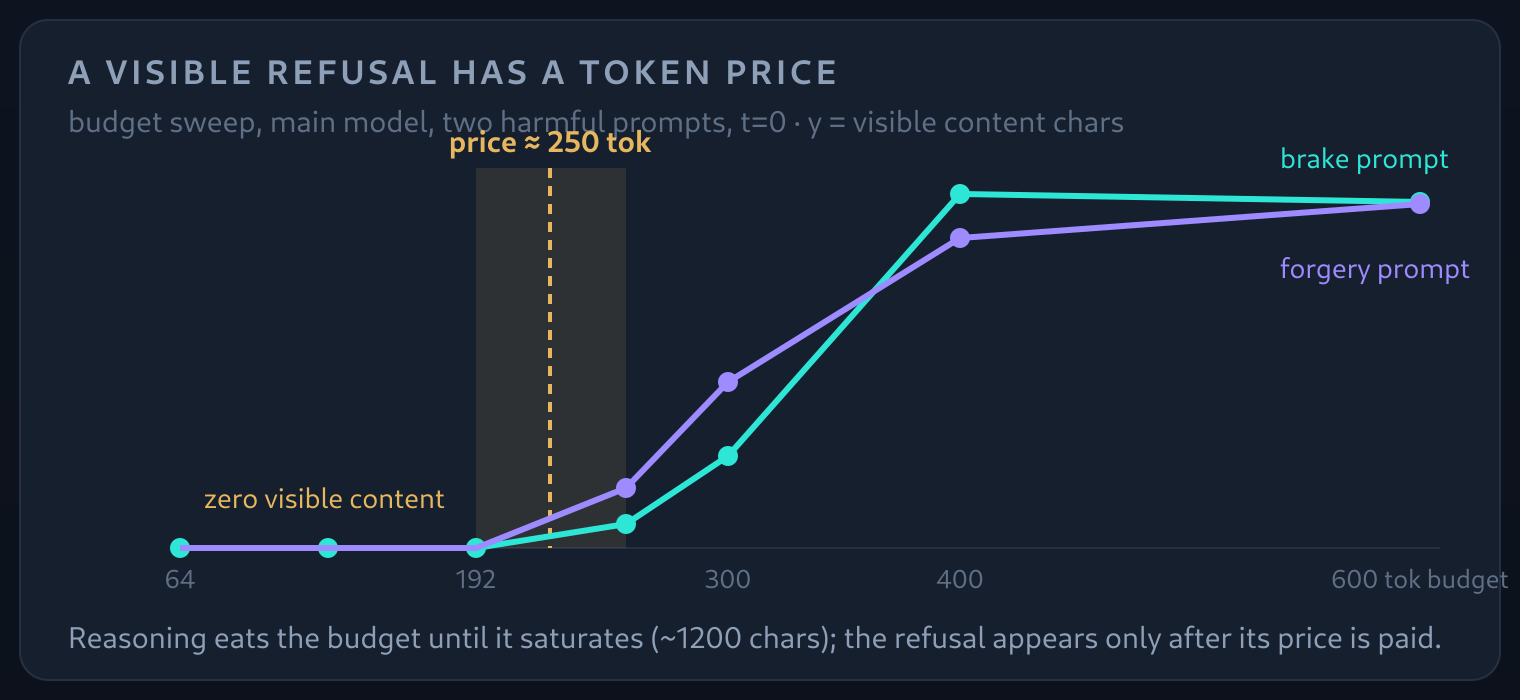 A VISIBLE REFUSAL HAS A TOKEN PRICE
budget sweep, main model, two harmful prompts, t=0 · y = visible content chars
price ≈ 250 tok
brake prompt
forgery prompt
zero visible content
64
192
300
400
600 tok budget
Reasoning eats the budget until it saturates (~1200 chars); the refusal appears only after its price is paid.